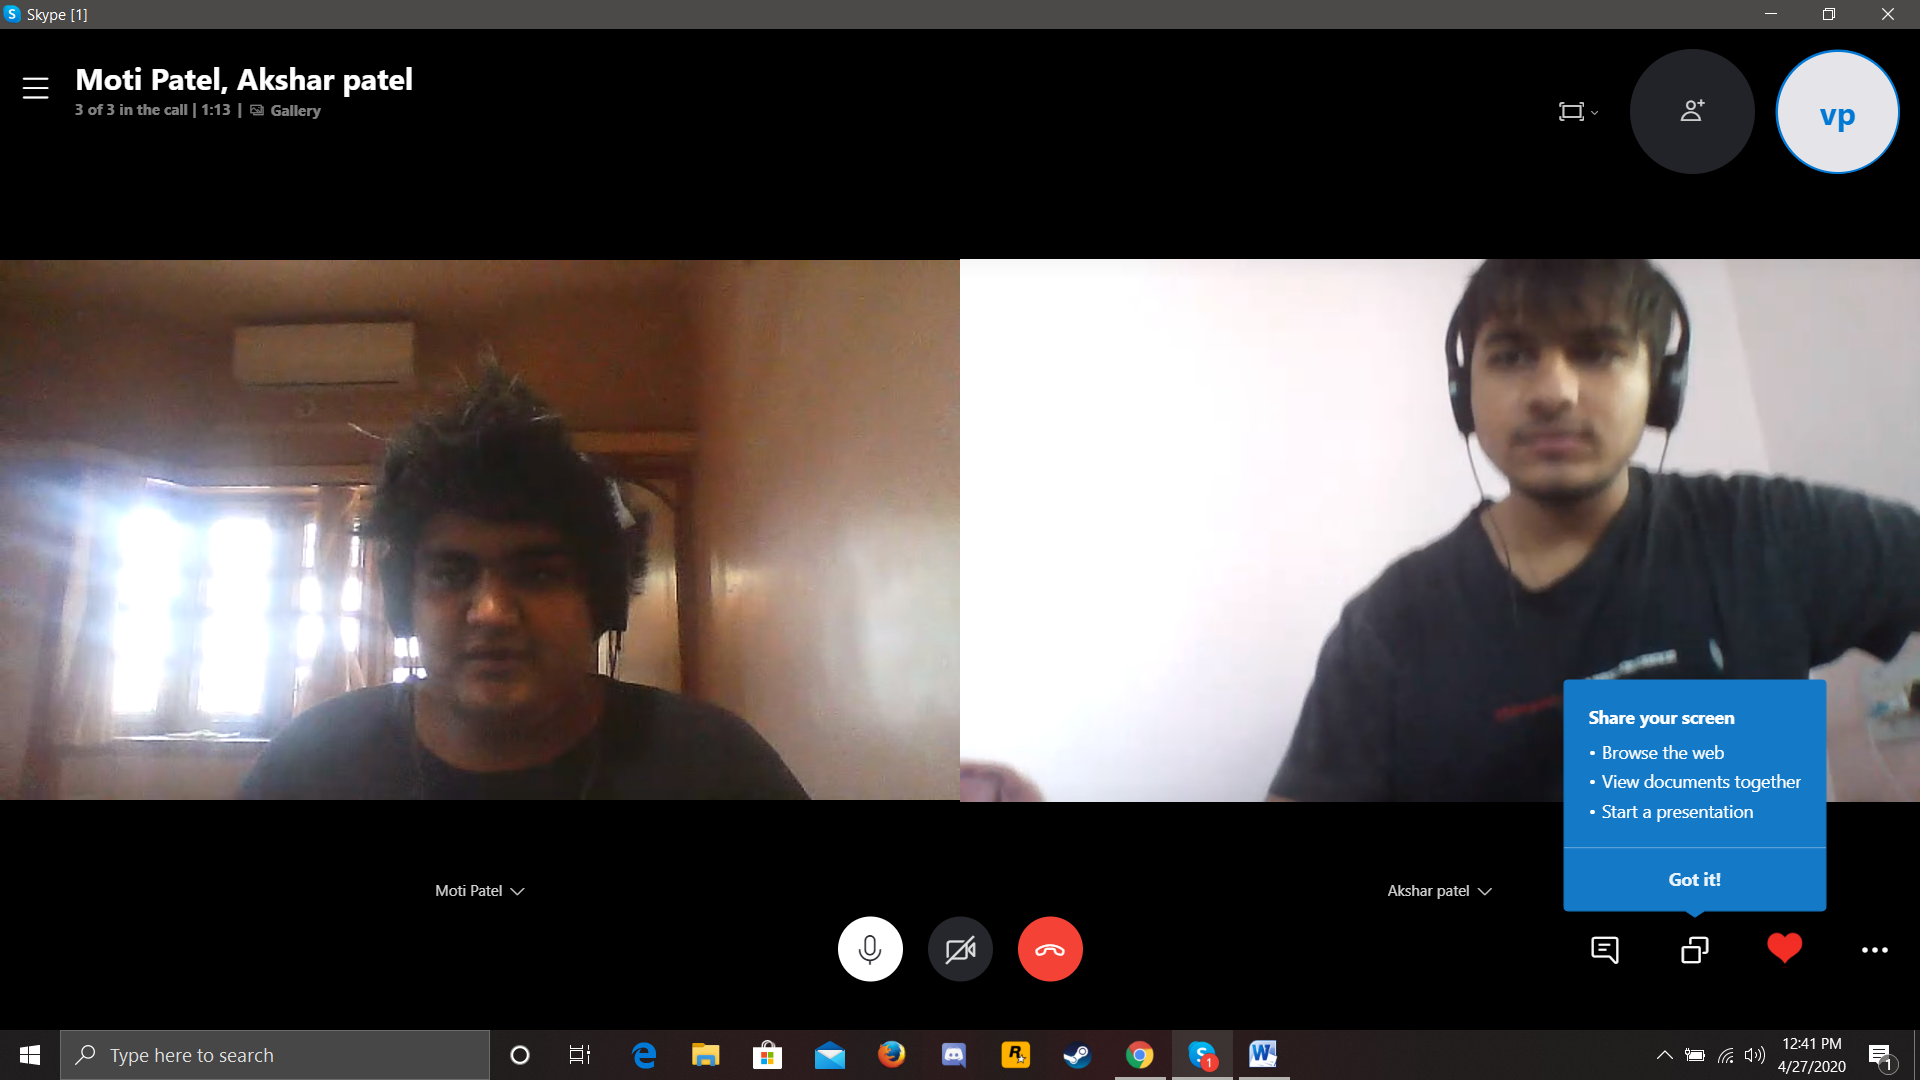 Skype [1]
Moti Patel, Akshar patel
3 of 3 in the call | 1:13 | Gallery
vp
Share your screen
• Browse the web
• View documents together
• Start a presentation
Got it!
Moti Patel
Akshar patel
Type here to search
1
12:41 PM
4/27/2020
1